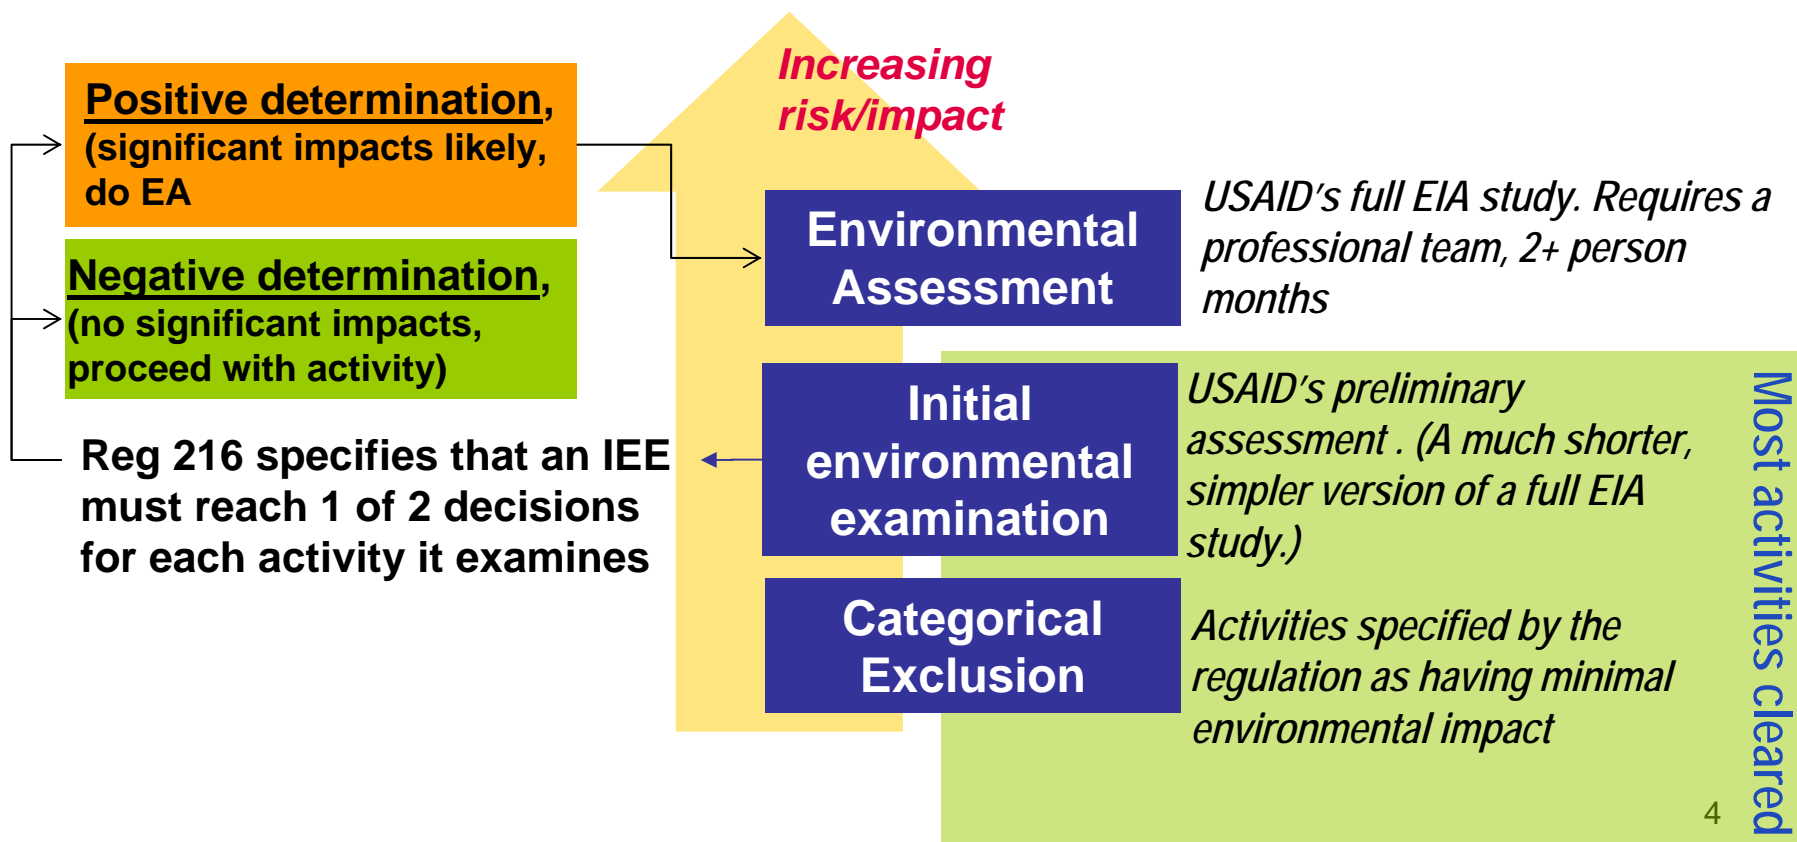 Increasing
risk/impact
Positive determination,
(significant impacts likely,
do EA
Negative determination,
(no significant impacts,
proceed with activity)
Reg 216 specifies that an IEE
must reach 1 of 2 decisions
for each activity it examines
Environmental
Assessment
USAID's full EIA study. Requires a
professional team, 2+ person
months
Initial
environmental
examination
USAID's preliminary
assessment . (A much shorter,
simpler version of a full EIA
study.)
Categorical
Exclusion
Activities specified by the
regulation as having minimal
environmental impact
Most activities cleared
4